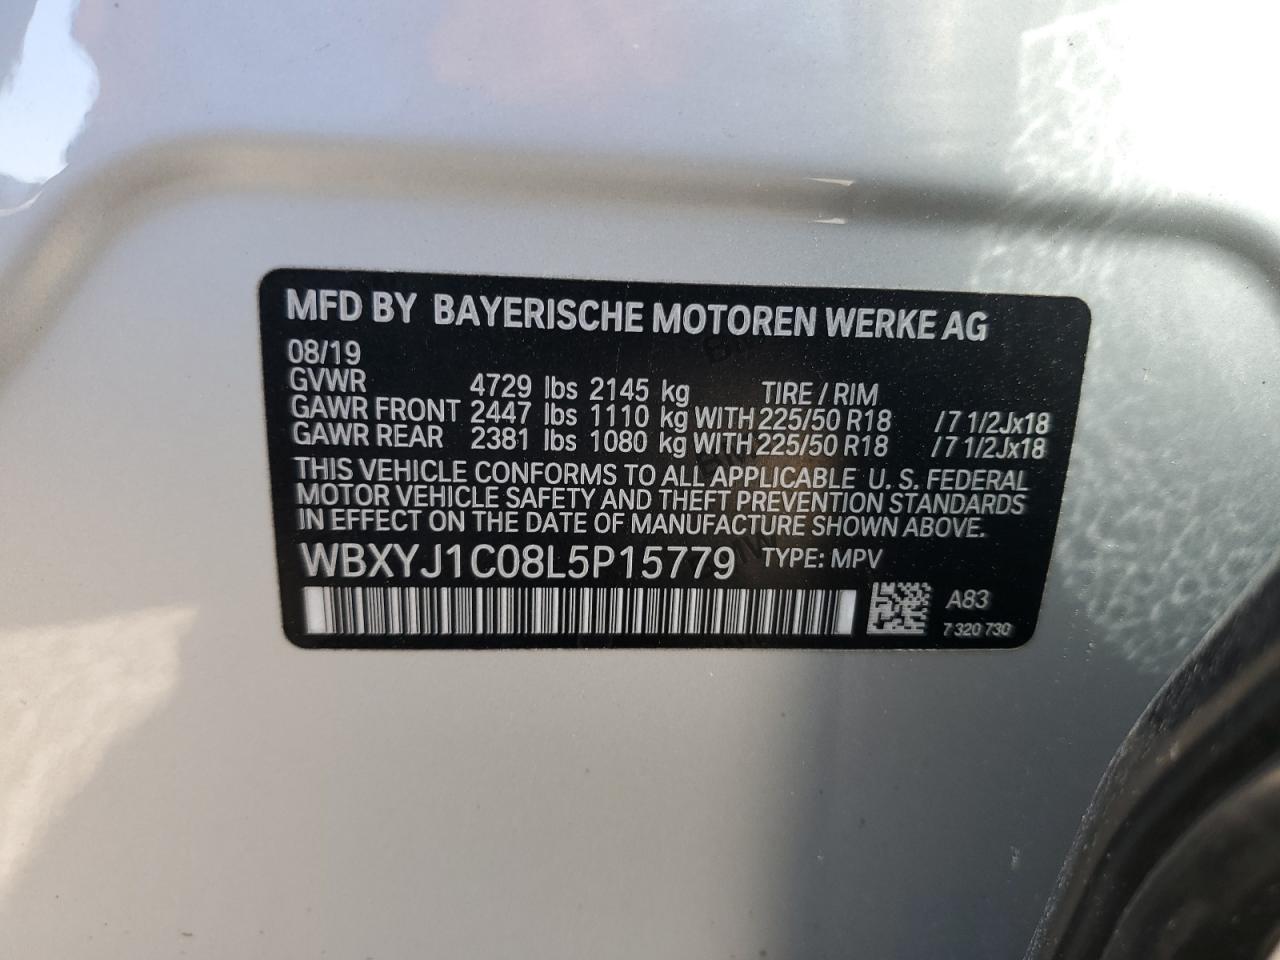 MFD BY BAYERISCHE MOTOREN WERKE AG
08/19
GVWR 4729 lbs 2145 kg TIRE / RIM
GAWR FRONT 2447 lbs 1110 kg WITH 225/50 R18 /7 1/2Jx18
GAWR REAR 2381 lbs 1080 kg WITH 225/50 R18 /7 1/2Jx18
THIS VEHICLE CONFORMS TO ALL APPLICABLE U. S. FEDERAL
MOTOR VEHICLE SAFETY AND THEFT PREVENTION STANDARDS
IN EFFECT ON THE DATE OF MANUFACTURE SHOWN ABOVE.
WBXYJ1C08L5P15779 TYPE: MPV
A83
7 320 730